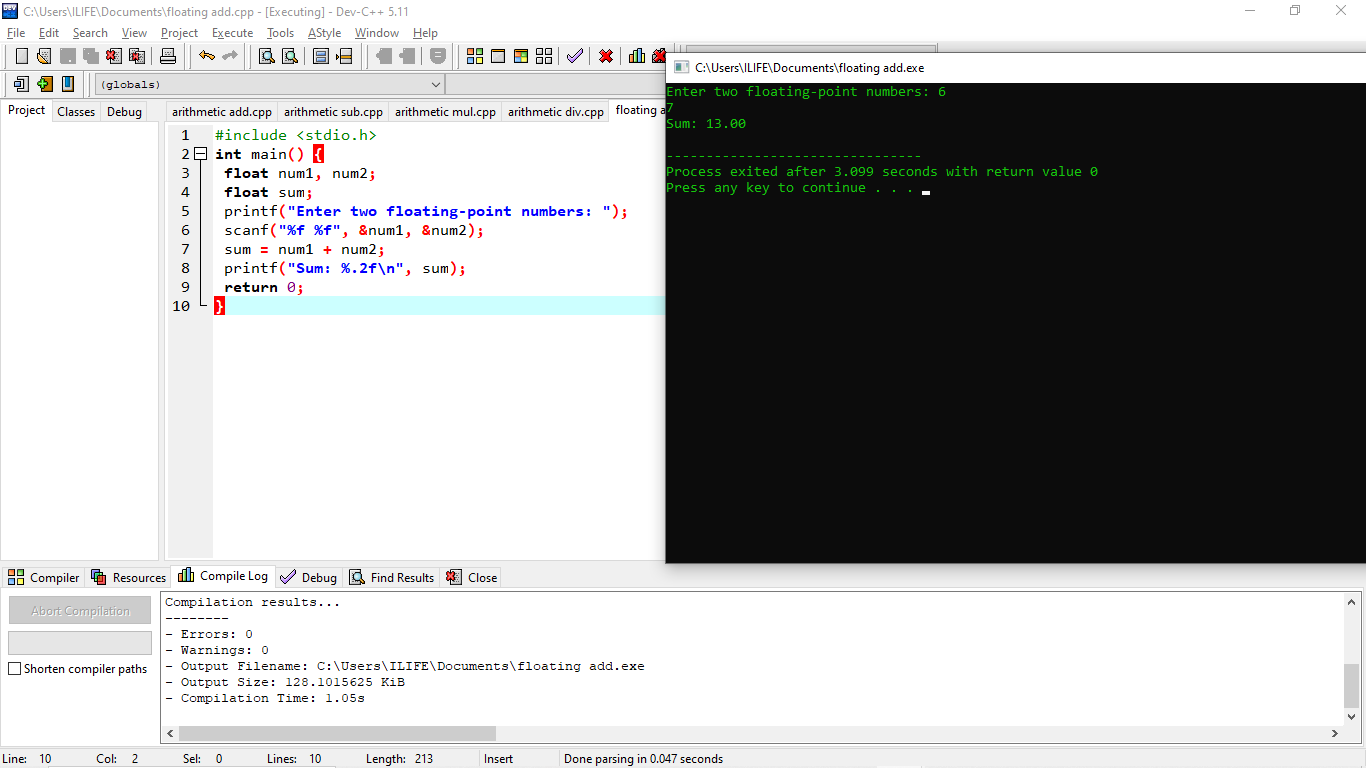 C:\Users\ILIFE\Documents\floating add.cpp - [Executing] - Dev-C++ 5.11
File Edit Search View Project Execute Tools AStyle Window Help
(globals)
Project Classes Debug
arithmetic add.cpp arithmetic sub.cpp arithmetic mul.cpp arithmetic div.cpp floating a
1 #include <stdio.h>
2 int main() {
3 float num1, num2;
4 float sum;
5 printf("Enter two floating-point numbers: ");
6 scanf("%f %f", &num1, &num2);
7 sum = num1 + num2;
8 printf("Sum: %.2f\n", sum);
9 return 0;
10 }
C:\Users\ILIFE\Documents\floating add.exe
Enter two floating-point numbers: 6
7
Sum: 13.00
--------------------------------
Process exited after 3.099 seconds with return value 0
Press any key to continue . . .
Compiler Resources Compile Log Debug Find Results Close
Abort Compilation
Shorten compiler paths
Compilation results...
--------
- Errors: 0
- Warnings: 0
- Output Filename: C:\Users\ILIFE\Documents\floating add.exe
- Output Size: 128.1015625 KiB
- Compilation Time: 1.05s
Line: 10 Col: 2 Sel: 0 Lines: 10 Length: 213 Insert Done parsing in 0.047 seconds